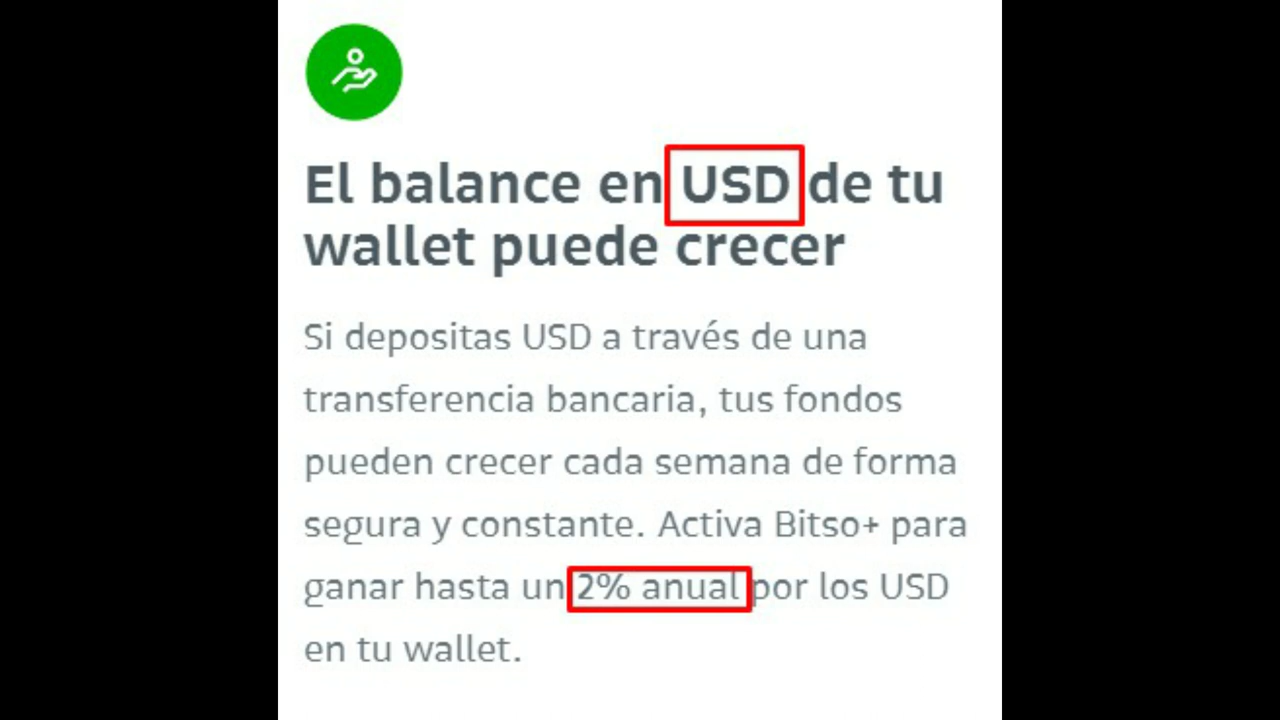 El balance en USD de tu
wallet puede crecer
Si depositas USD a través de una
transferencia bancaria, tus fondos
pueden crecer cada semana de forma
segura y constante. Activa Bitso+ para
ganar hasta un 2% anual por los USD
en tu wallet.